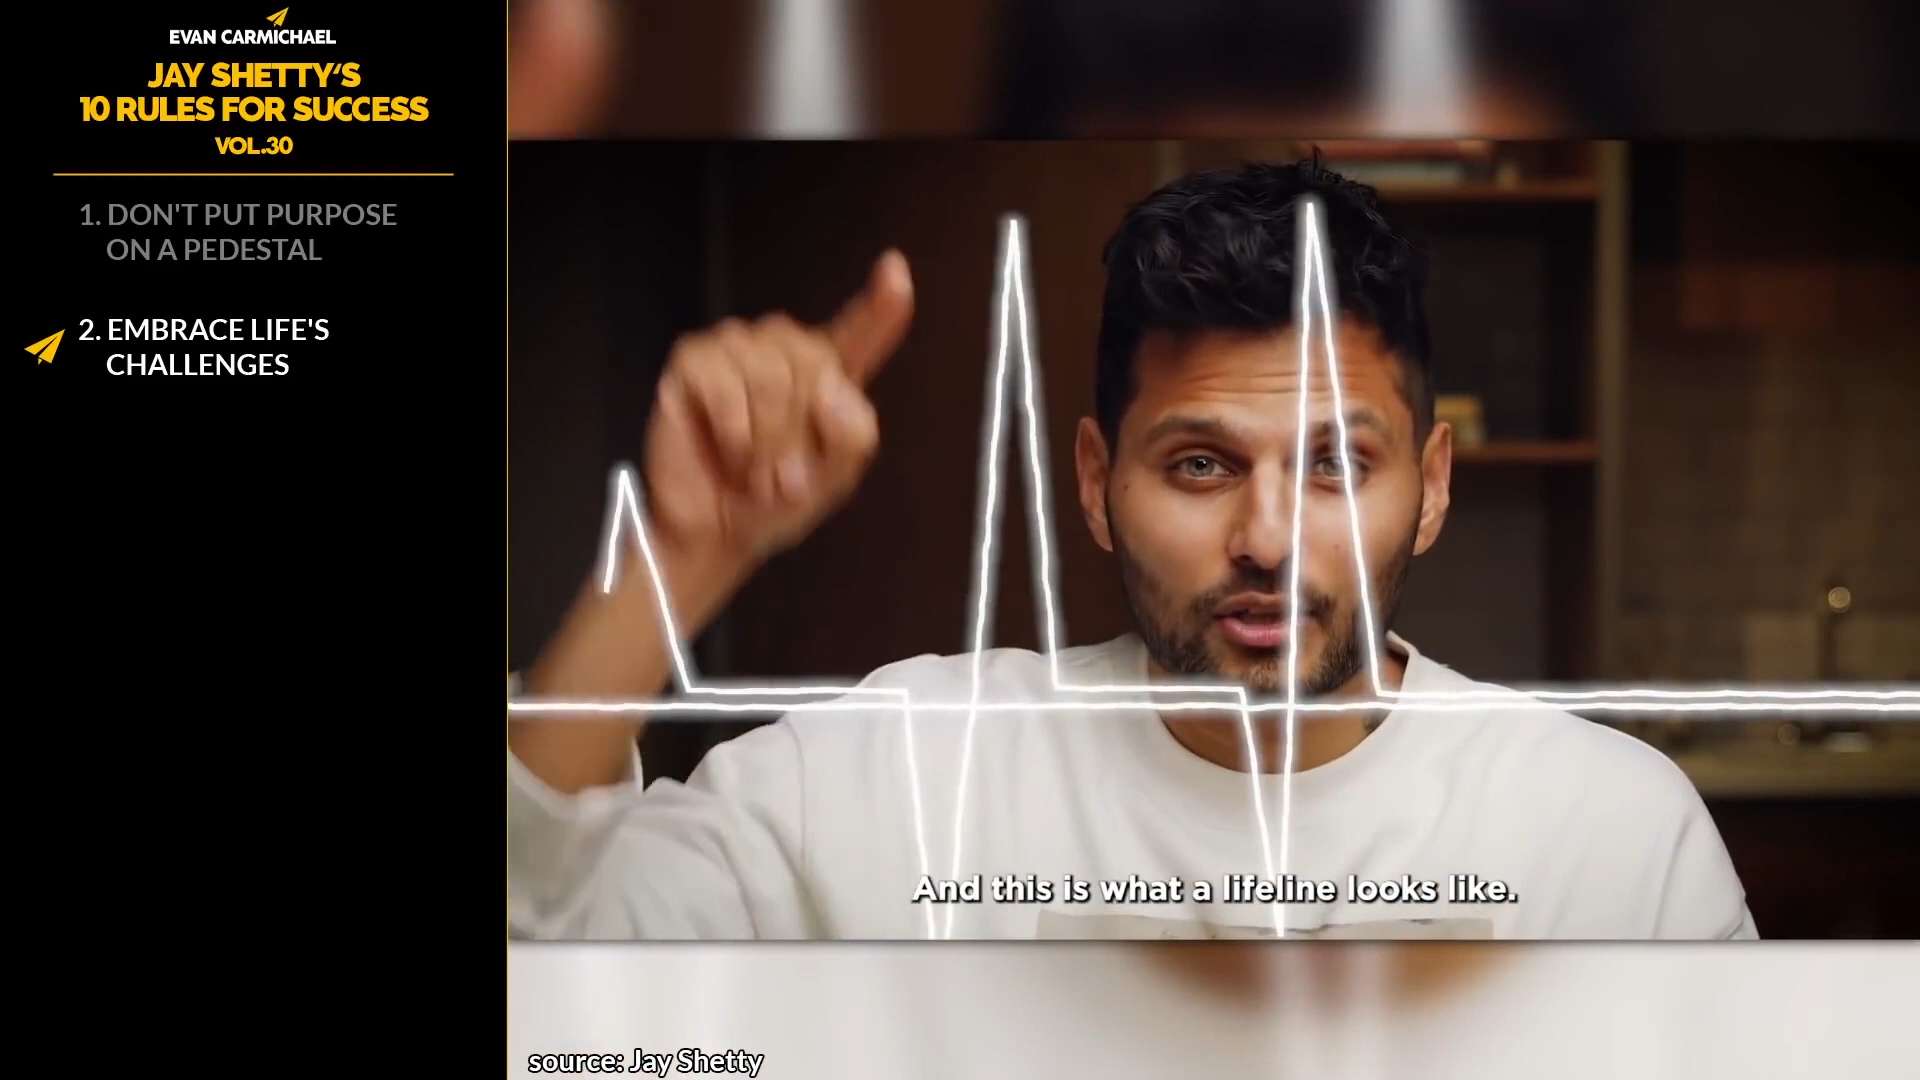 EVAN CARMICHAEL
JAY SHETTY'S
10 RULES FOR SUCCESS
VOL.30
1. DON'T PUT PURPOSE
ON A PEDESTAL
2. EMBRACE LIFE'S
CHALLENGES
And this is what a lifeline looks like.
source: Jay Shetty